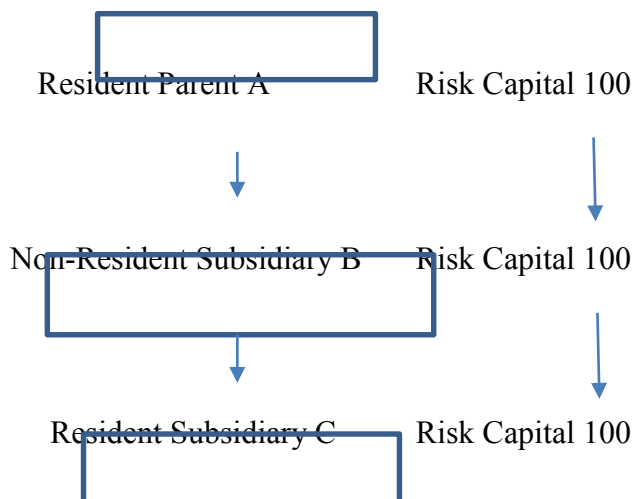 Resident Parent A Risk Capital 100
Non-Resident Subsidiary B Risk Capital 100
Resident Subsidiary C Risk Capital 100